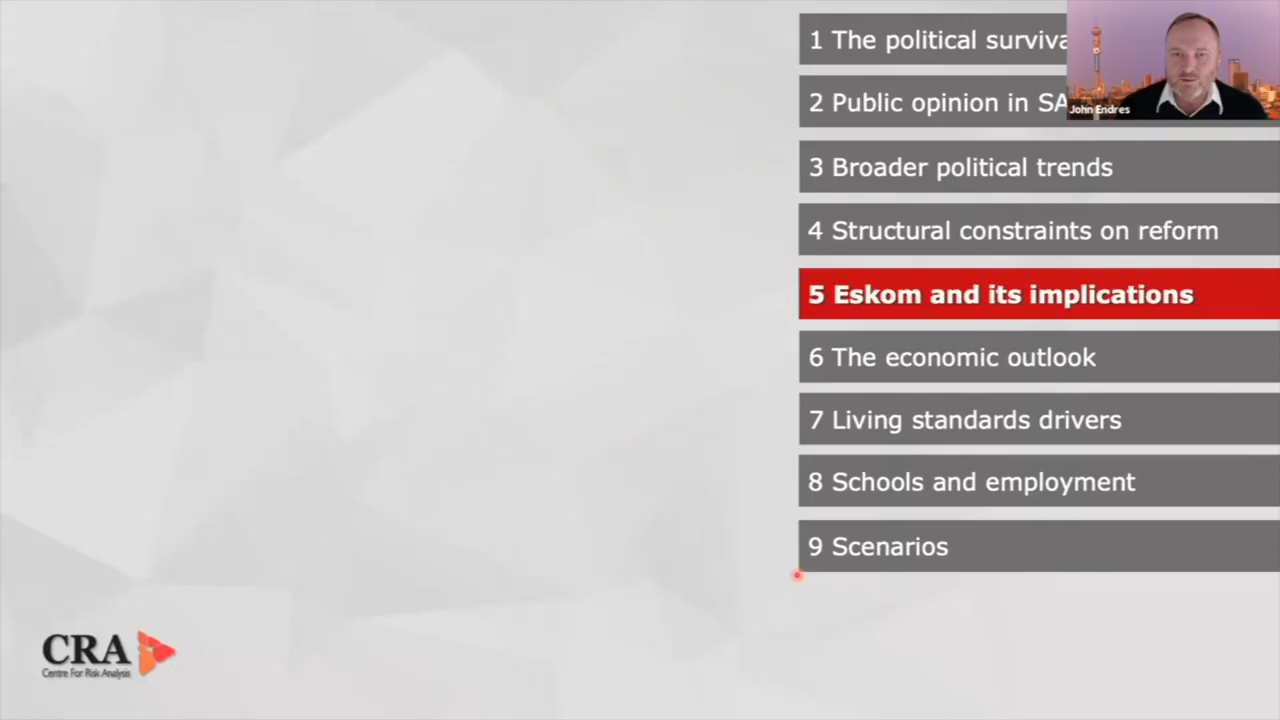 1 The political surviva
2 Public opinion in SA
John Endres
3 Broader political trends
4 Structural constraints on reform
5 Eskom and its implications
6 The economic outlook
7 Living standards drivers
8 Schools and employment
9 Scenarios
CRA
Centre For Risk Analysis